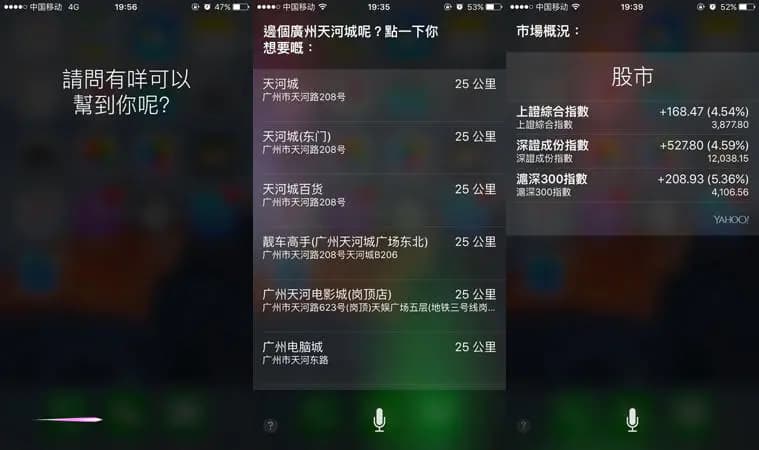 中国移动 4G 19:56 47%
請問有咩可以
幫到你呢?
中国移动 19:35 53%
邊個廣州天河城呢?點一下你
想要嘅:
天河城 25 公里
广州市天河路208号
天河城(东门) 25 公里
广州市天河路208号
天河城百货 25 公里
广州市天河路208号
靓车高手(广州天河城广场东北) 25 公里
广州市天河路208号天河城B206
广州天河电影城(岗顶店) 25 公里
广州市天河路623号(岗顶)天娱广场五层(地铁三号线岗...
广州电脑城 25 公里
广州市天河东路
?
中国移动 19:39 52%
市場概況:
股市
上證綜合指數 +168.47 (4.54%)
上證綜合指數 3,877.80
深證成份指數 +527.80 (4.59%)
深證成份指數 12,038.15
滬深300指數 +208.93 (5.36%)
滬深300指數 4,106.56
YAHOO!
?